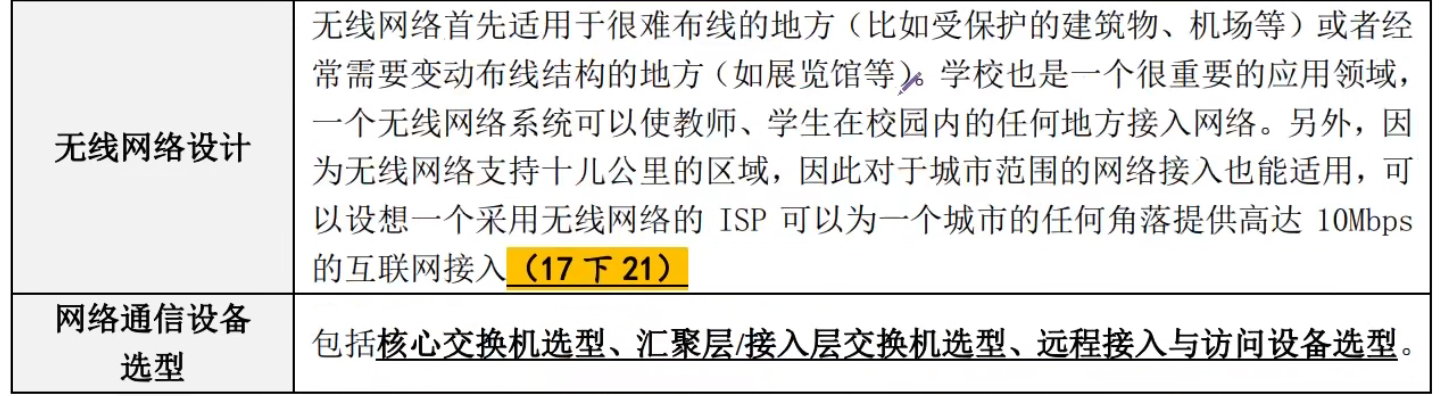 无线网络设计
无线网络首先适用于很难布线的地方（比如受保护的建筑物、机场等）或者经
常需要变动布线结构的地方（如展览馆等）。学校也是一个很重要的应用领域，
一个无线网络系统可以使教师、学生在校园内的任何地方接入网络。另外，因
为无线网络支持十儿公里的区域，因此对于城市范围的网络接入也能适用，可
以设想一个采用无线网络的 ISP 可以为一个城市的任何角落提供高达 10Mbps
的互联网接入（17 下 21）
网络通信设备
选型
包括核心交换机选型、汇聚层/接入层交换机选型、远程接入与访问设备选型。